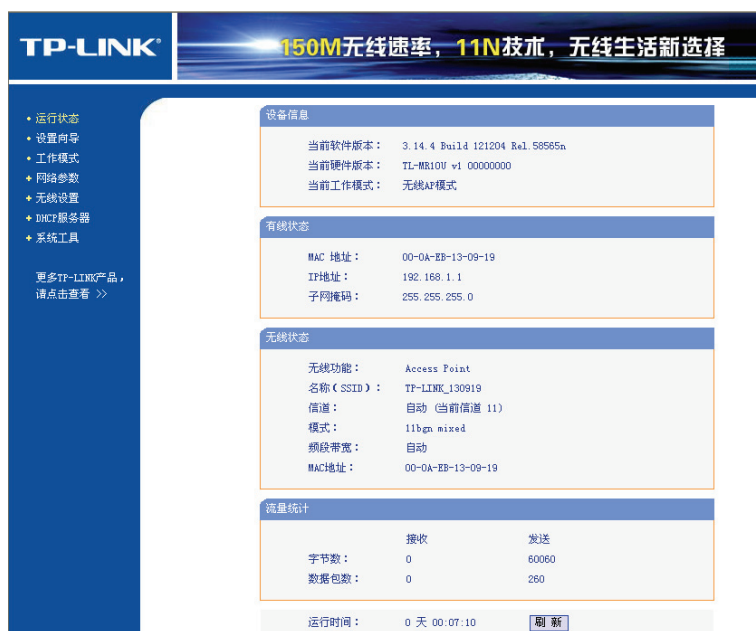 TP-LINK®
150M无线速率，11N技术，无线生活新选择
• 运行状态
• 设置向导
• 工作模式
+ 网络参数
+ 无线设置
+ DHCP服务器
+ 系统工具
更多TP-LINK产品，
请点击查看 >>
设备信息
当前软件版本： 3.14.4 Build 121204 Rel.58565n
当前硬件版本： TL-MR10U v1 00000000
当前工作模式： 无线AP模式
有线状态
MAC 地址： 00-0A-EB-13-09-19
IP地址： 192.168.1.1
子网掩码： 255.255.255.0
无线状态
无线功能： Access Point
名称(SSID)： TP-LINK_130919
信道： 自动 (当前信道 11)
模式： 11bgn mixed
频段带宽： 自动
MAC地址： 00-0A-EB-13-09-19
流量统计
接收 发送
字节数： 0 60060
数据包数： 0 260
运行时间： 0 天 00:07:10 刷 新